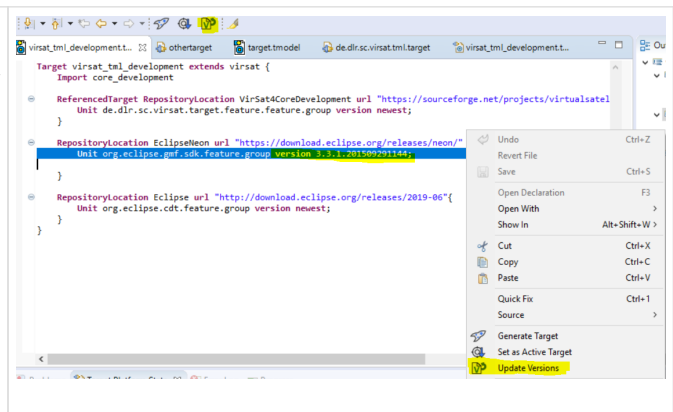 virsat_tml_development.t...
othertarget
target.tmodel
de.dlr.sc.virsat.tml.target
virsat_tml_development.t...
Ou
Target virsat_tml_development extends virsat {
Import core_development
ReferencedTarget RepositoryLocation VirSat4CoreDevelopment url "https://sourceforge.net/projects/virtualsatel
Unit de.dlr.sc.virsat.target.feature.feature.group version newest;
}
RepositoryLocation EclipseNeon url "https://download.eclipse.org/releases/neon/"
Unit org.eclipse.gmf.sdk.feature.group version 3.3.1.201509291144;
}
RepositoryLocation Eclipse url "http://download.eclipse.org/releases/2019-06"{
Unit org.eclipse.cdt.feature.group version newest;
}
}
Undo Ctrl+Z
Revert File
Save Ctrl+S
Open Declaration F3
Open With >
Show In Alt+Shift+W >
Cut Ctrl+X
Copy Ctrl+C
Paste Ctrl+V
Quick Fix Ctrl+1
Source >
Generate Target
Set as Active Target
Update Versions